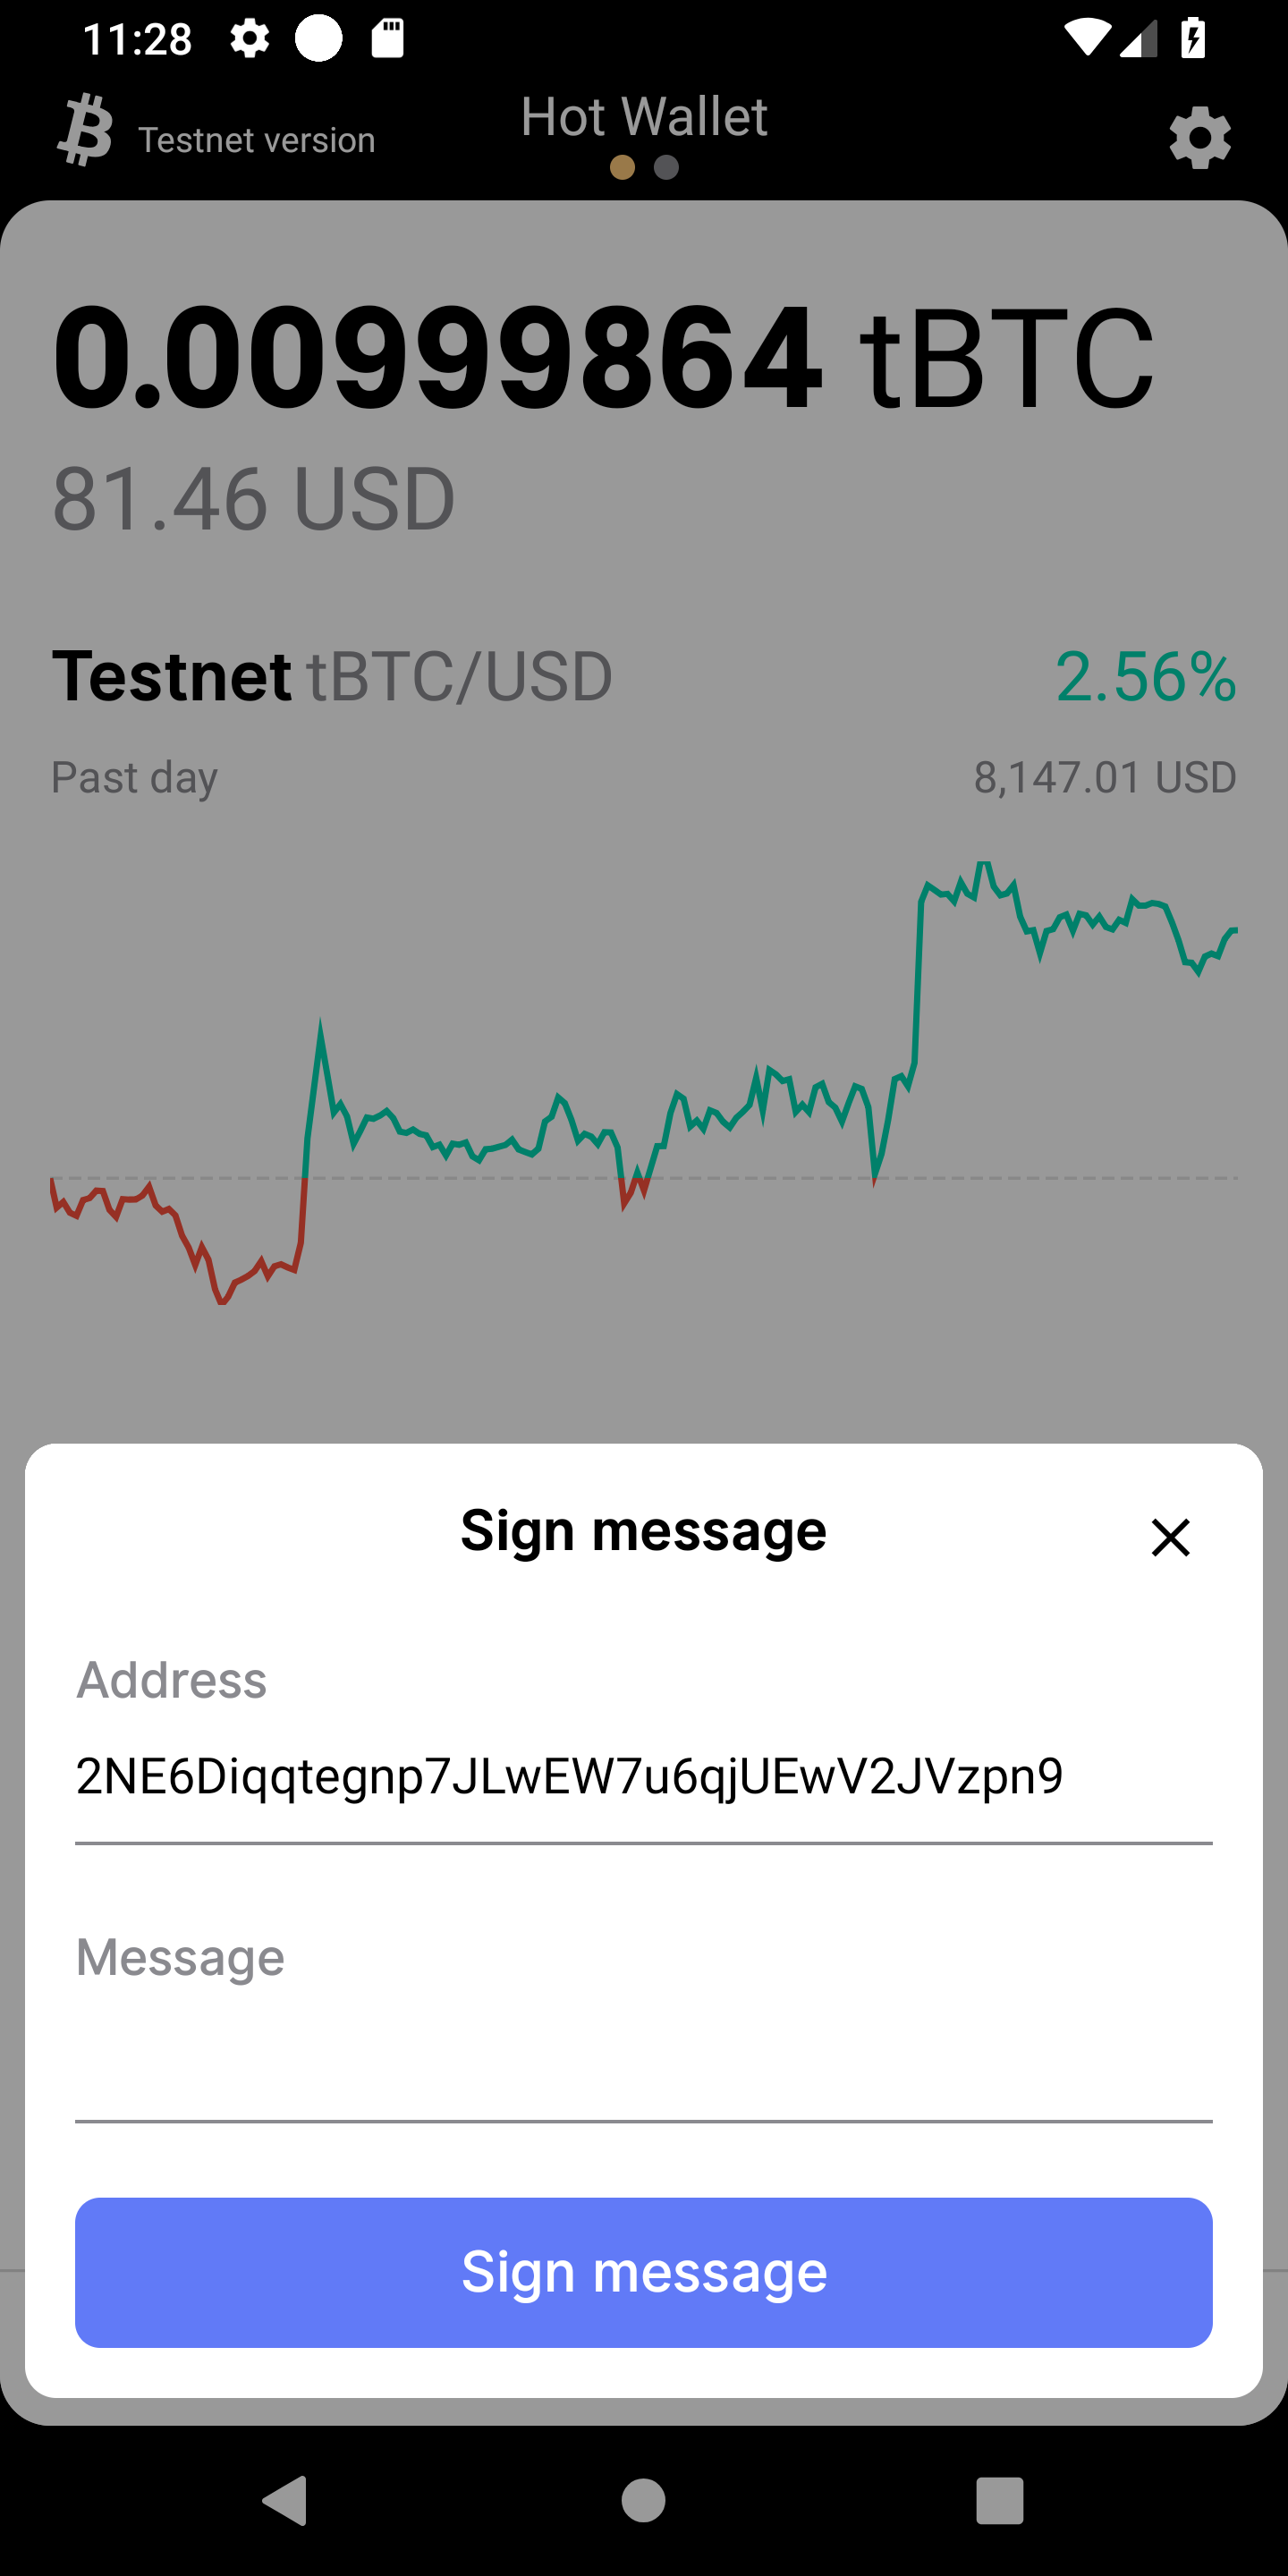 11:28
Testnet version
Hot Wallet
0.00999864 tBTC
81.46 USD
Testnet tBTC/USD
2.56%
Past day
8,147.01 USD
Sign message
Address
2NE6Diqqtegnp7JLwEW7u6qjUEwV2JVzpn9
Message
Sign message